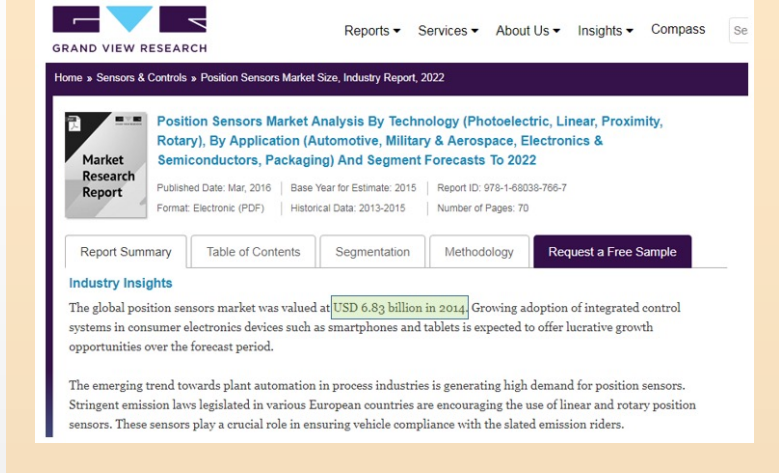 Reports Services About Us Insights Compass Se
GRAND VIEW RESEARCH
Home » Sensors & Controls » Position Sensors Market Size, Industry Report, 2022
Market
Research
Report
Position Sensors Market Analysis By Technology (Photoelectric, Linear, Proximity,
Rotary), By Application (Automotive, Military & Aerospace, Electronics &
Semiconductors, Packaging) And Segment Forecasts To 2022
Published Date: Mar, 2016 Base Year for Estimate: 2015 Report ID: 978-1-68038-766-7
Format: Electronic (PDF) Historical Data: 2013-2015 Number of Pages: 70
Report Summary Table of Contents Segmentation Methodology Request a Free Sample
Industry Insights
The global position sensors market was valued at USD 6.83 billion in 2014. Growing adoption of integrated control
systems in consumer electronics devices such as smartphones and tablets is expected to offer lucrative growth
opportunities over the forecast period.
The emerging trend towards plant automation in process industries is generating high demand for position sensors.
Stringent emission laws legislated in various European countries are encouraging the use of linear and rotary position
sensors. These sensors play a crucial role in ensuring vehicle compliance with the slated emission riders.